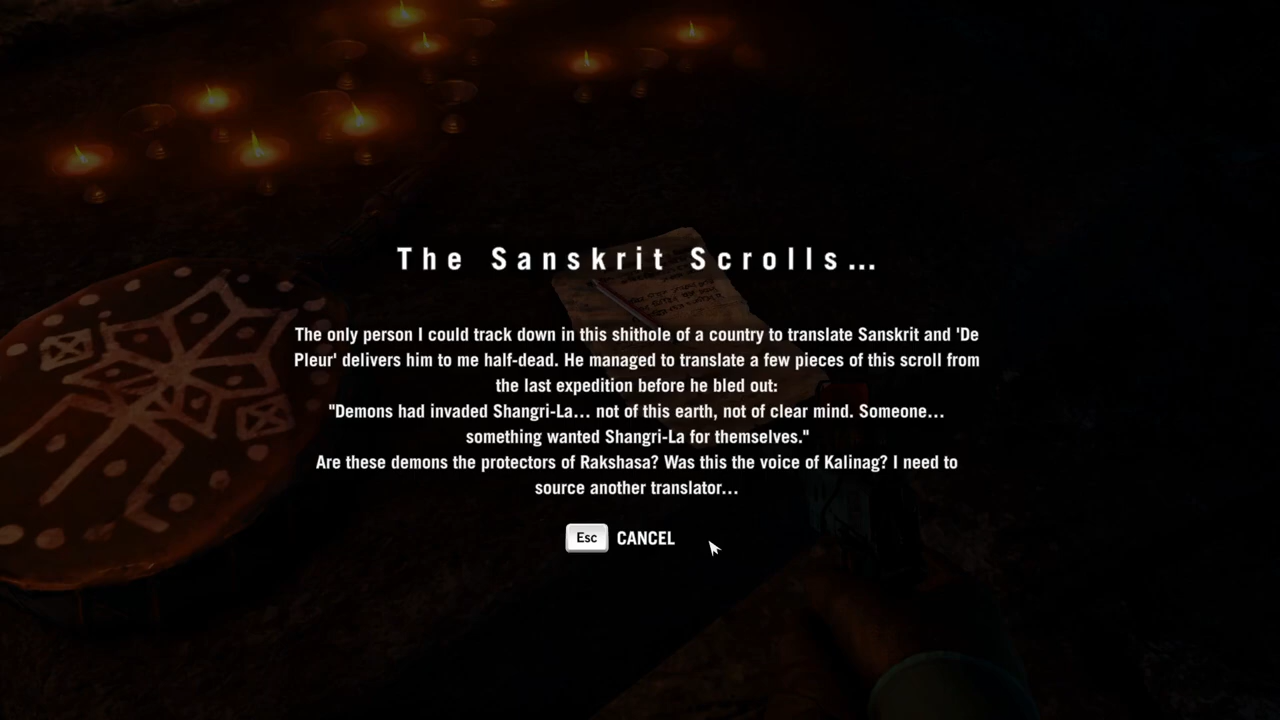 The Sanskrit Scrolls...
The only person I could track down in this shithole of a country to translate Sanskrit and 'De
Pleur' delivers him to me half-dead. He managed to translate a few pieces of this scroll from
the last expedition before he bled out:
"Demons had invaded Shangri-La... not of this earth, not of clear mind. Someone...
something wanted Shangri-La for themselves."
Are these demons the protectors of Rakshasa? Was this the voice of Kalinag? I need to
source another translator...
Esc CANCEL